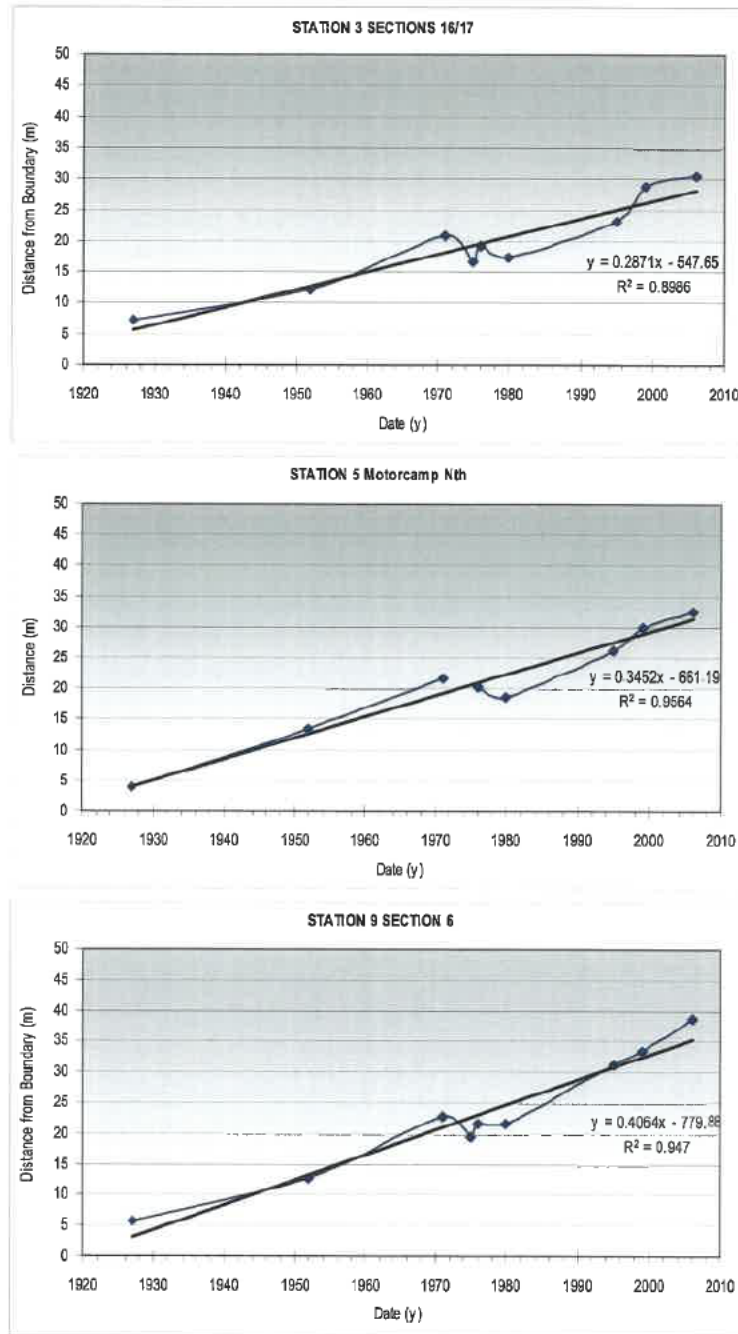 STATION 3 SECTIONS 16/17
50
45
40
35
30
25
20
15
10
5
0
Distance from Boundary (m)
y = 0.2871x - 547.65
R² = 0.8986
1920 1930 1940 1950 1960 1970 1980 1990 2000 2010
Date (y)
STATION 5 Motorcamp Nth
50
45
40
35
30
25
20
15
10
5
0
Distance (m)
y = 0.3452x - 661.19
R² = 0.9564
1920 1930 1940 1950 1960 1970 1980 1990 2000 2010
Date (y)
STATION 9 SECTION 6
50
45
40
35
30
25
20
15
10
5
0
Distance from Boundary (m)
y = 0.4064x - 779.88
R² = 0.947
1920 1930 1940 1950 1960 1970 1980 1990 2000 2010
Date (y)